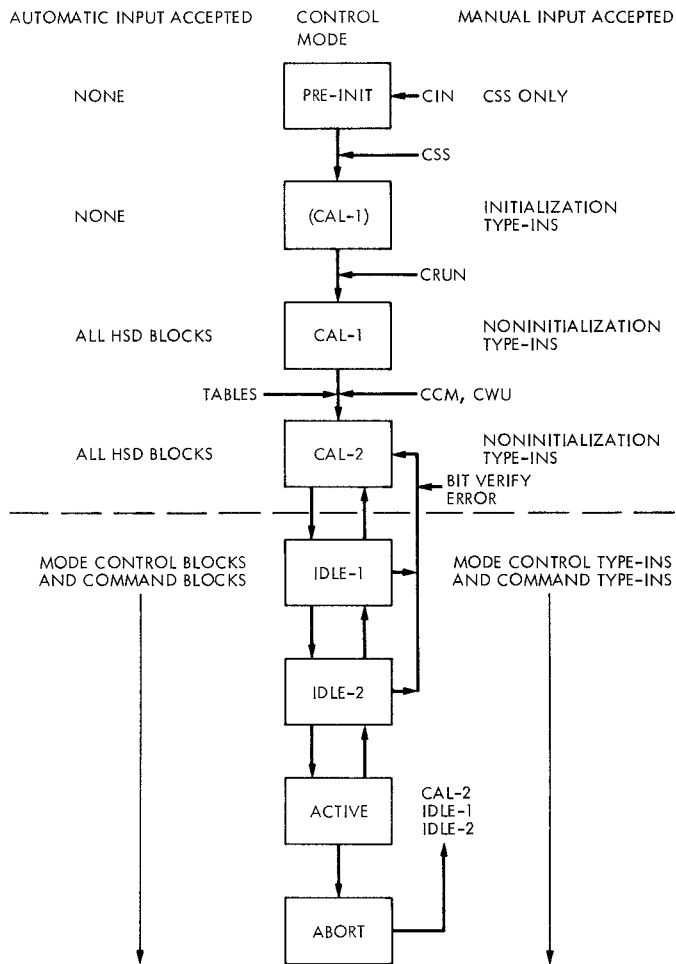 AUTOMATIC INPUT ACCEPTED
CONTROL
MODE
MANUAL INPUT ACCEPTED
NONE
PRE-INIT
CIN
CSS ONLY
CSS
NONE
(CAL-1)
INITIALIZATION
TYPE-INS
CRUN
ALL HSD BLOCKS
CAL-1
NONINITIALIZATION
TYPE-INS
TABLES
CCM, CWU
ALL HSD BLOCKS
CAL-2
NONINITIALIZATION
TYPE-INS
BIT VERIFY
ERROR
MODE CONTROL BLOCKS
AND COMMAND BLOCKS
IDLE-1
MODE CONTROL TYPE-INS
AND COMMAND TYPE-INS
IDLE-2
ACTIVE
CAL-2
IDLE-1
IDLE-2
ABORT